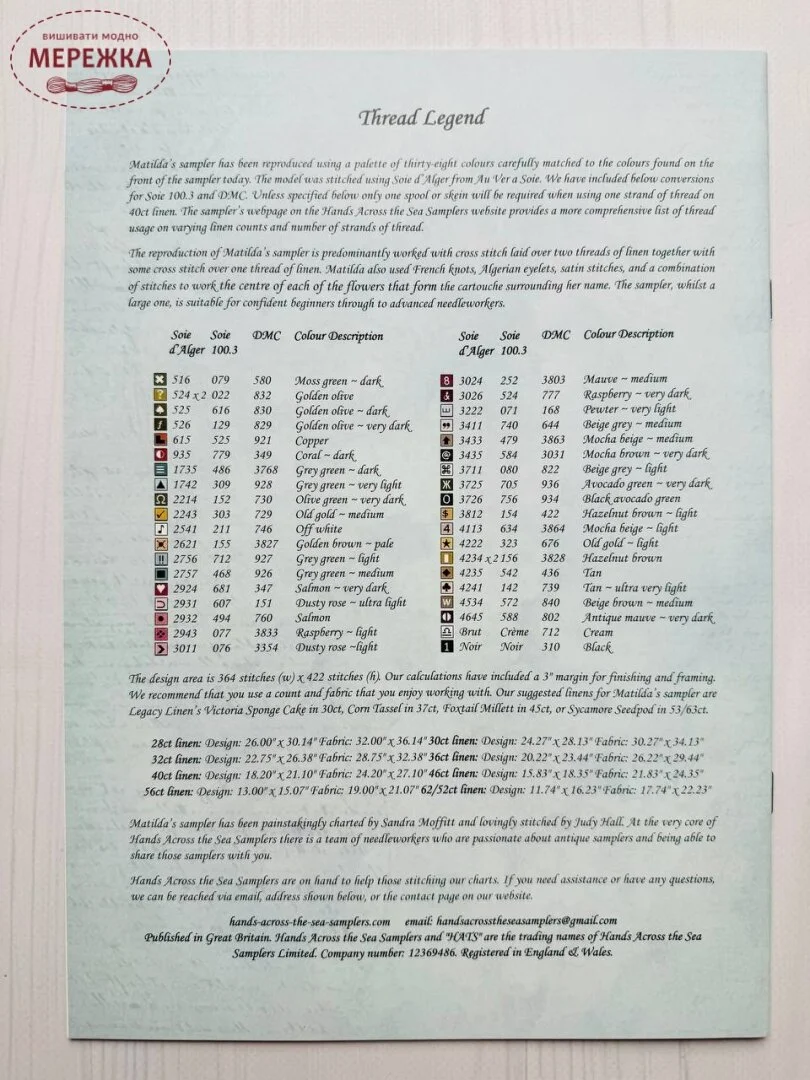 вишивати модно
МЕРЕЖКА
Thread Legend
Matilda's sampler has been reproduced using a palette of thirty-eight colours carefully matched to the colours found on the
front of the sampler today. The model was stitched using Soie d'Alger from Au Ver a Soie. We have included below conversions
for Soie 100.3 and DMC. Unless specified below only one spool or skein will be required when using one strand of thread on
40ct linen. The sampler's webpage on the Hands Across the Sea Samplers website provides a more comprehensive list of thread
usage on varying linen counts and number of strands of thread.
The reproduction of Matilda's sampler is predominantly worked with cross stitch laid over two threads of linen together with
some cross stitch over one thread of linen. Matilda also used French knots, Algerian eyelets, satin stitches, and a combination
of stitches to work the centre of each of the flowers that form the cartouche surrounding her name. The sampler, whilst a
large one, is suitable for confident beginners through to advanced needleworkers.
Soie d'Alger Soie 100.3 DMC Colour Description
516 079 580 Moss green ~ dark
? 524 x 2 022 832 Golden olive
525 616 830 Golden olive ~ dark
f 526 129 829 Golden olive ~ very dark
615 525 921 Copper
935 779 349 Coral ~ dark
1735 486 3768 Grey green ~ dark
1742 309 928 Grey green ~ very light
Ω 2214 152 730 Olive green ~ very dark
2243 303 729 Old gold ~ medium
2541 211 746 Off white
2621 155 3827 Golden brown ~ pale
2756 712 927 Grey green ~ light
2757 468 926 Grey green ~ medium
2924 681 347 Salmon ~ very dark
2931 607 151 Dusty rose ~ ultra light
2932 494 760 Salmon
2943 077 3833 Raspberry ~ light
3011 076 3354 Dusty rose ~light
Soie d'Alger Soie 100.3 DMC Colour Description
8 3024 252 3803 Mauve ~ medium
& 3026 524 777 Raspberry ~ very dark
3222 071 168 Pewter ~ very light
3411 740 644 Beige grey ~ medium
3433 479 3863 Mocha beige ~ medium
@ 3435 584 3031 Mocha brown ~ very dark
⌘ 3711 080 822 Beige grey ~ light
Ж 3725 705 936 Avocado green ~ very dark
3726 756 934 Black avocado green
$ 3812 154 422 Hazelnut brown ~ light
4 4113 634 3864 Mocha beige ~ light
★ 4222 323 676 Old gold ~ light
4234 x 2 156 3828 Hazelnut brown
4235 542 436 Tan
4241 142 739 Tan ~ ultra very light
W 4534 572 840 Beige brown ~ medium
4645 588 802 Antique mauve ~ very dark
Brut Crème 712 Cream
1 Noir Noir 310 Black
The design area is 364 stitches (w) x 422 stitches (h). Our calculations have included a 3" margin for finishing and framing.
We recommend that you use a count and fabric that you enjoy working with. Our suggested linens for Matilda's sampler are
Legacy Linen's Victoria Sponge Cake in 30ct, Corn Tassel in 37ct, Foxtail Millett in 45ct, or Sycamore Seedpod in 53/63ct.
28ct linen: Design: 26.00" x 30.14" Fabric: 32.00" x 36.14" 30ct linen: Design: 24.27" x 28.13" Fabric: 30.27" x 34.13"
32ct linen: Design: 22.75" x 26.38" Fabric: 28.75" x 32.38" 36ct linen: Design: 20.22" x 23.44" Fabric: 26.22" x 29.44"
40ct linen: Design: 18.20" x 21.10" Fabric: 24.20" x 27.10" 46ct linen: Design: 15.83" x 18.35" Fabric: 21.83" x 24.35"
56ct linen: Design: 13.00" x 15.07" Fabric: 19.00" x 21.07" 62/52ct linen: Design: 11.74" x 16.23" Fabric: 17.74" x 22.23"
Matilda's sampler has been painstakingly charted by Sandra Moffitt and lovingly stitched by Judy Hall. At the very core of
Hands Across the Sea Samplers there is a team of needleworkers who are passionate about antique samplers and being able to
share those samplers with you.
Hands Across the Sea Samplers are on hand to help those stitching our charts. If you need assistance or have any questions,
we can be reached via email, address shown below, or the contact page on our website.
hands-across-the-sea-samplers.com email: handsacrosstheseasamplers@gmail.com
Published in Great Britain. Hands Across the Sea Samplers and "HATS" are the trading names of Hands Across the Sea
Samplers Limited. Company number: 12369486. Registered in England & Wales.